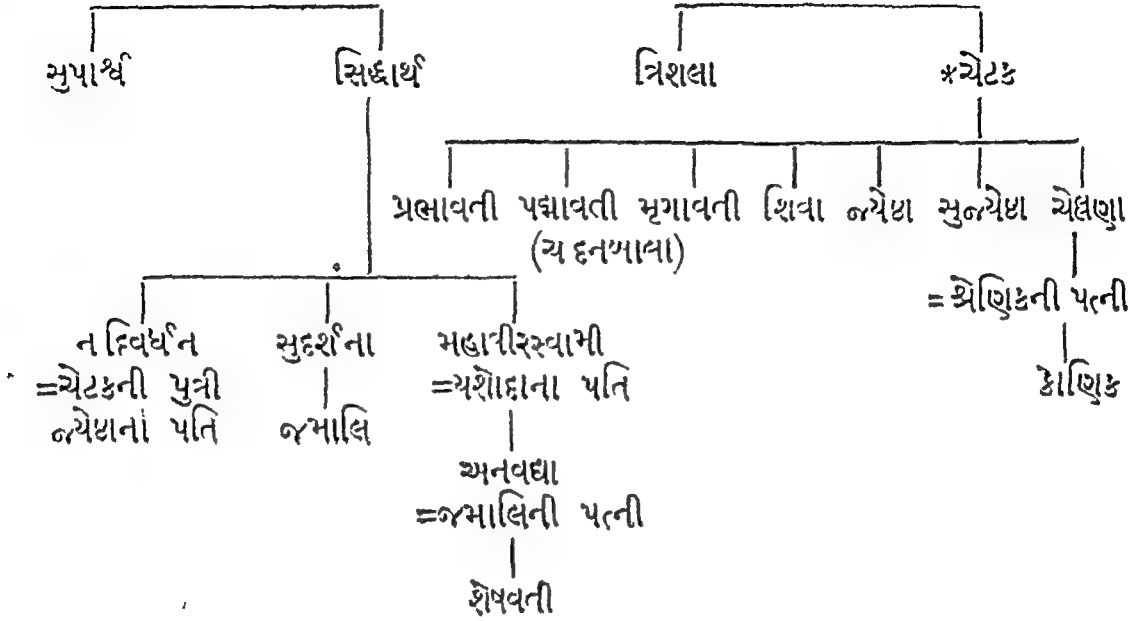 સુપાર્શ્વ સિદ્ધાર્થ ત્રિશલા *ચેટક
પ્રભાવતી પદ્માવતી મૃગાવતી શિવા જ્યેષ્ઠા સુજ્યેષ્ઠા ચેલ્લણા
(ચ દનબાલા)
=શ્રેણિકની પત્ની
નદિવર્ધન સુદર્શના મહાવીરસ્વામી
=ચેટકની પુત્રી =યશોદાના પતિ કોણિક
જ્યેષ્ઠાનાં પતિ જમાલિ
અનવદ્યા
=જમાલિની પત્ની
શેષવતી